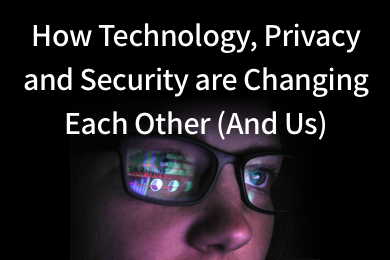 How Technology, Privacy
and Security are Changing
Each Other (And Us)